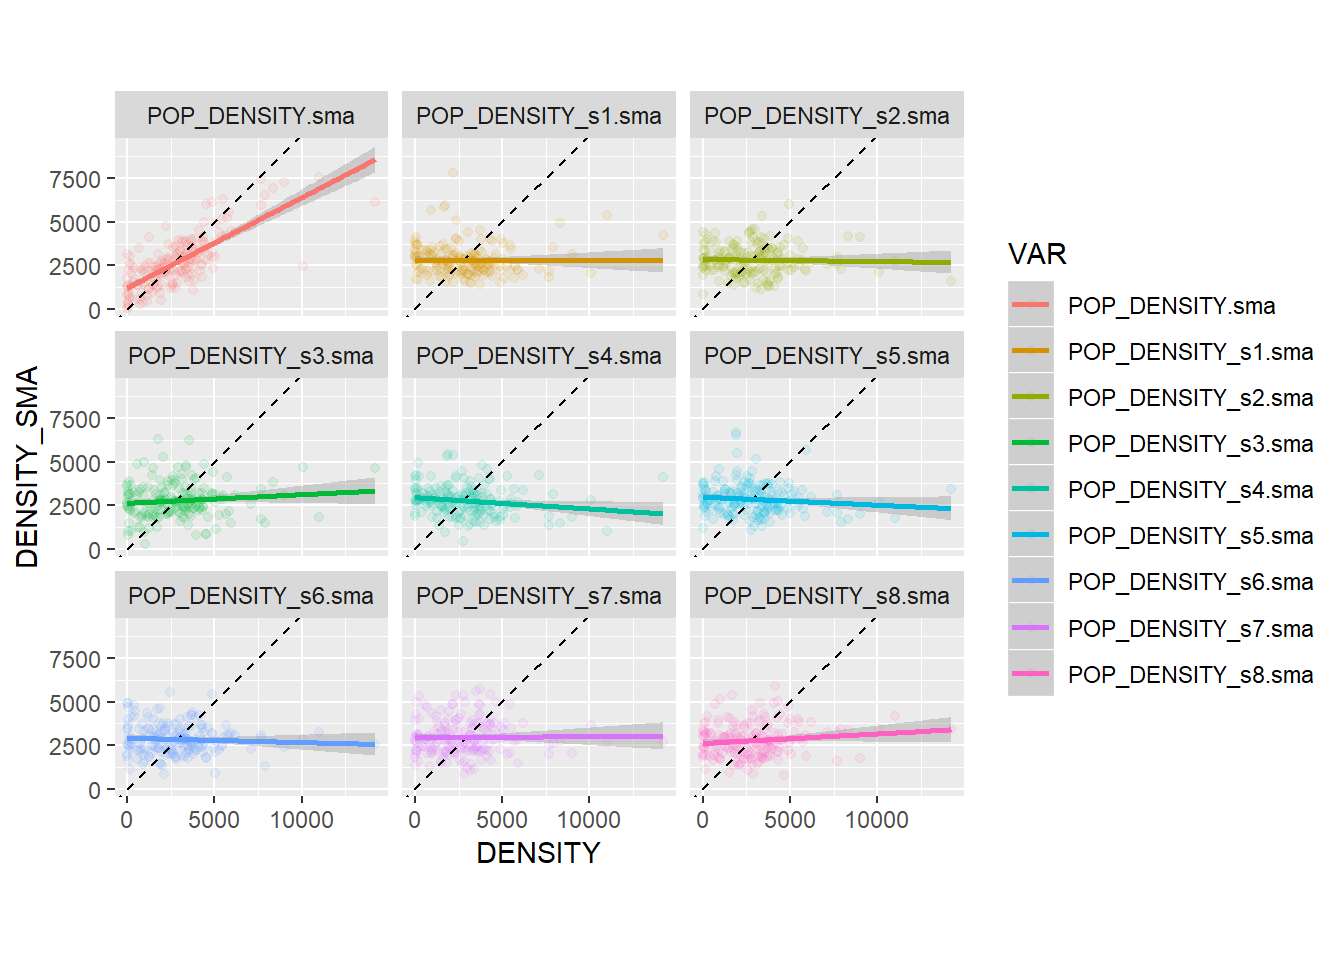 POP_DENSITY.sma POP_DENSITY_s1.sma POP_DENSITY_s2.sma
7500
5000
2500
0
POP_DENSITY_s3.sma POP_DENSITY_s4.sma POP_DENSITY_s5.sma
7500
5000
2500
0
POP_DENSITY_s6.sma POP_DENSITY_s7.sma POP_DENSITY_s8.sma
7500
5000
2500
0
0 5000 10000 0 5000 10000 0 5000 10000
DENSITY
DENSITY_SMA
VAR
POP_DENSITY.sma
POP_DENSITY_s1.sma
POP_DENSITY_s2.sma
POP_DENSITY_s3.sma
POP_DENSITY_s4.sma
POP_DENSITY_s5.sma
POP_DENSITY_s6.sma
POP_DENSITY_s7.sma
POP_DENSITY_s8.sma